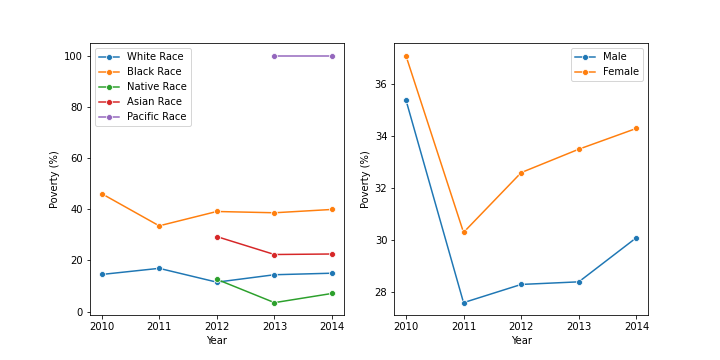 100
80
60
40
20
0
Poverty (%)
White Race
Black Race
Native Race
Asian Race
Pacific Race
2010 2011 2012 2013 2014
Year
36
34
32
30
28
Poverty (%)
Male
Female
2010 2011 2012 2013 2014
Year